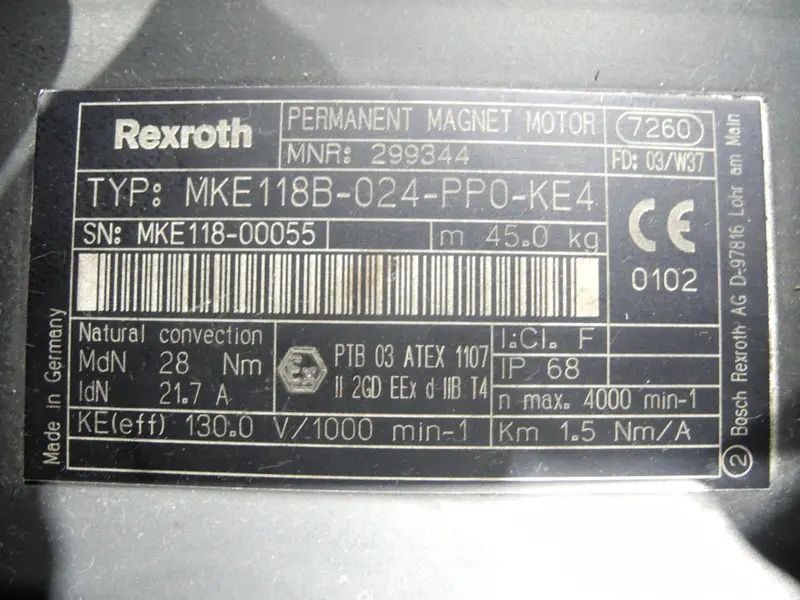 Rexroth
PERMANENT MAGNET MOTOR
7260
MNR: 299344
FD: 03/W37
TYP: MKE118B-024-PP0-KE4
SN: MKE118-00055
m 45.0 kg
CE
0102
Natural convection
MdN 28 Nm
IdN 21.7 A
Ex
PTB 03 ATEX 1107
II 2GD EEx d IIB T4
I.Cl. F
IP 68
n max. 4000 min-1
KE(eff) 130.0 V/1000 min-1
Km 1.5 Nm/A
Made in Germany
2 Bosch Rexroth AG D-97816 Lohr am Main